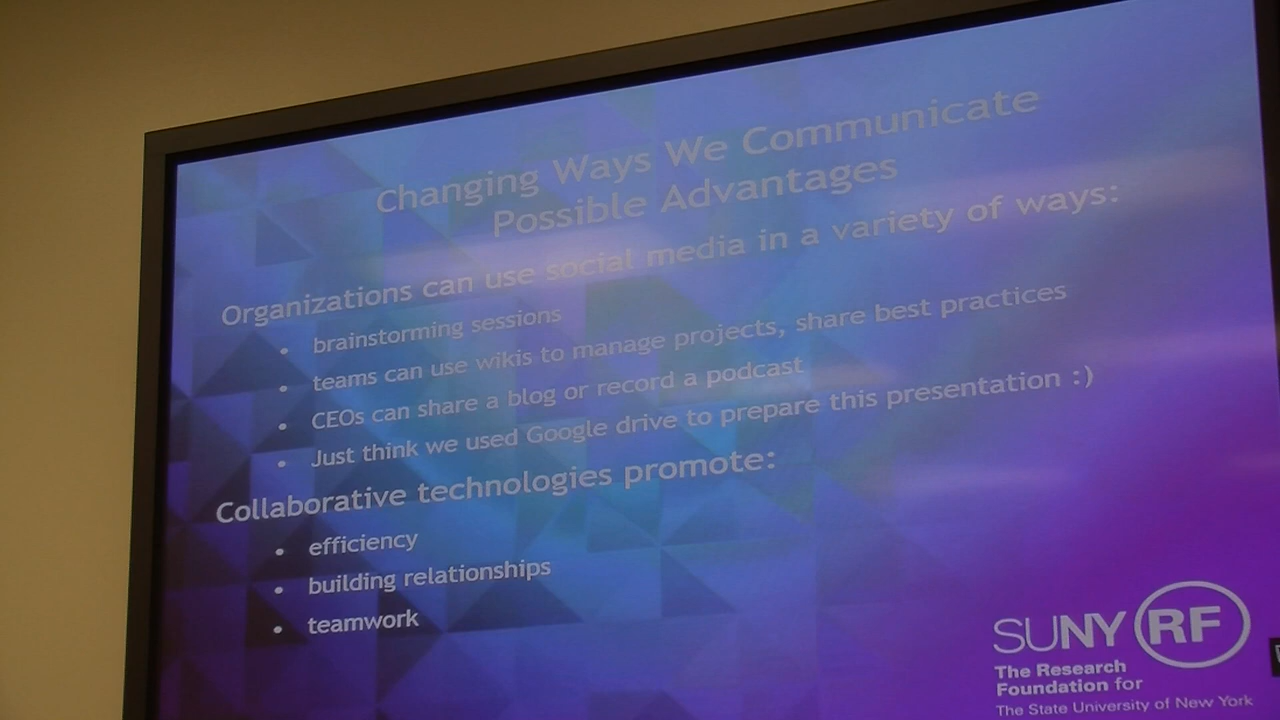 Changing Ways We Communicate
Possible Advantages
Organizations can use social media in a variety of ways:
• brainstorming sessions
• teams can use wikis to manage projects, share best practices
• CEOs can share a blog or record a podcast
• Just think we used Google drive to prepare this presentation :)
Collaborative technologies promote:
• efficiency
• building relationships
• teamwork
SUNY RF
The Research
Foundation for
The State University of New York